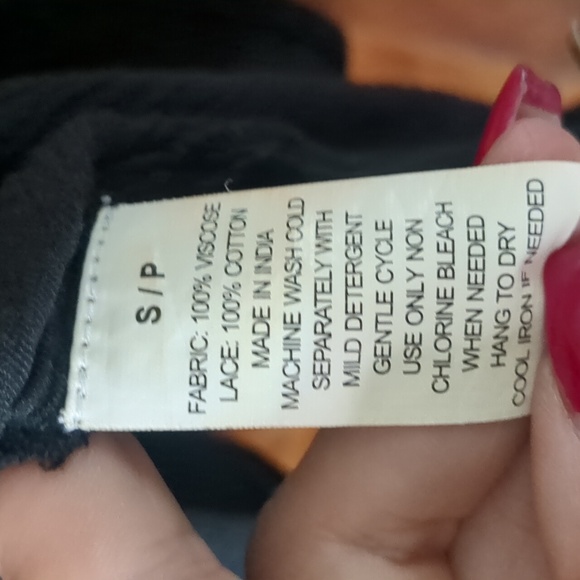 S / P
FABRIC: 100% VISCOSE
LACE: 100% COTTON
MADE IN INDIA
MACHINE WASH COLD
SEPARATELY WITH
MILD DETERGENT
GENTLE CYCLE
USE ONLY NON
CHLORINE BLEACH
WHEN NEEDED
HANG TO DRY
COOL IRON IF NEEDED